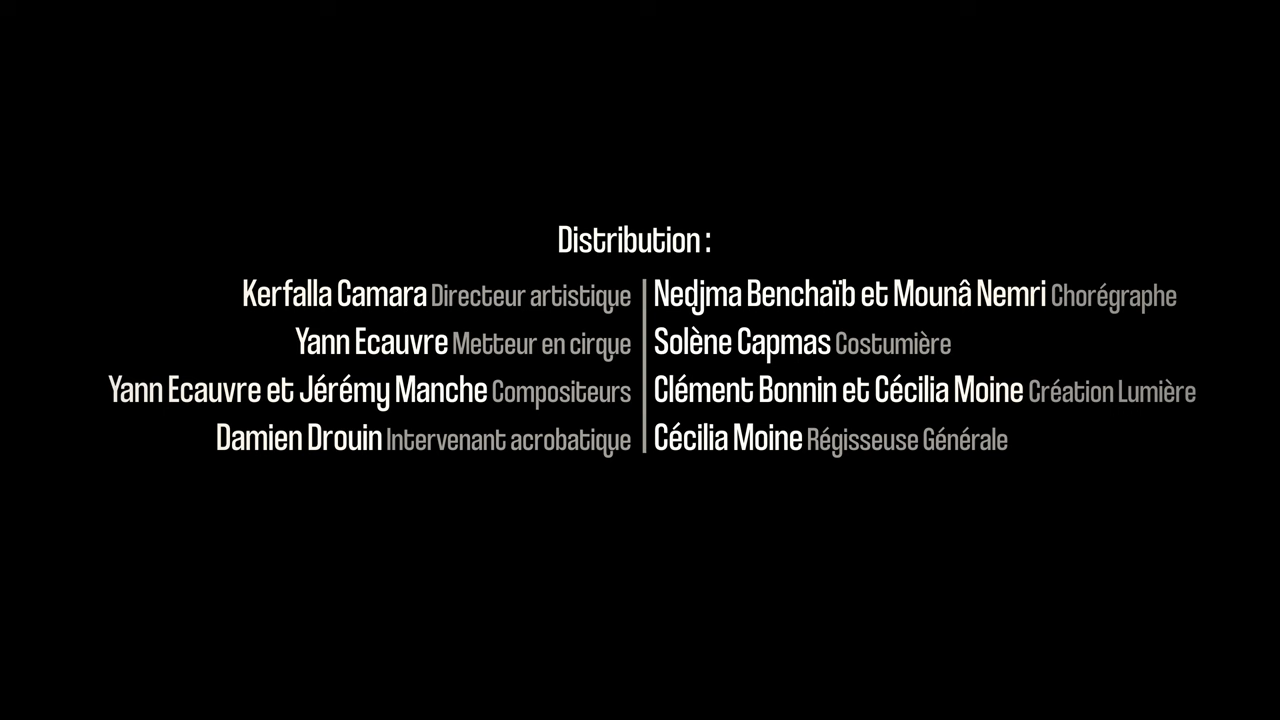 Distribution :
Kerfalla Camara Directeur artistique
Yann Ecauvre Metteur en cirque
Yann Ecauvre et Jérémy Manche Compositeurs
Damien Drouin Intervenant acrobatique
Nedjma Benchaïb et Mounâ Nemri Chorégraphe
Solène Capmas Costumière
Clément Bonnin et Cécilia Moine Création Lumière
Cécilia Moine Régisseuse Générale